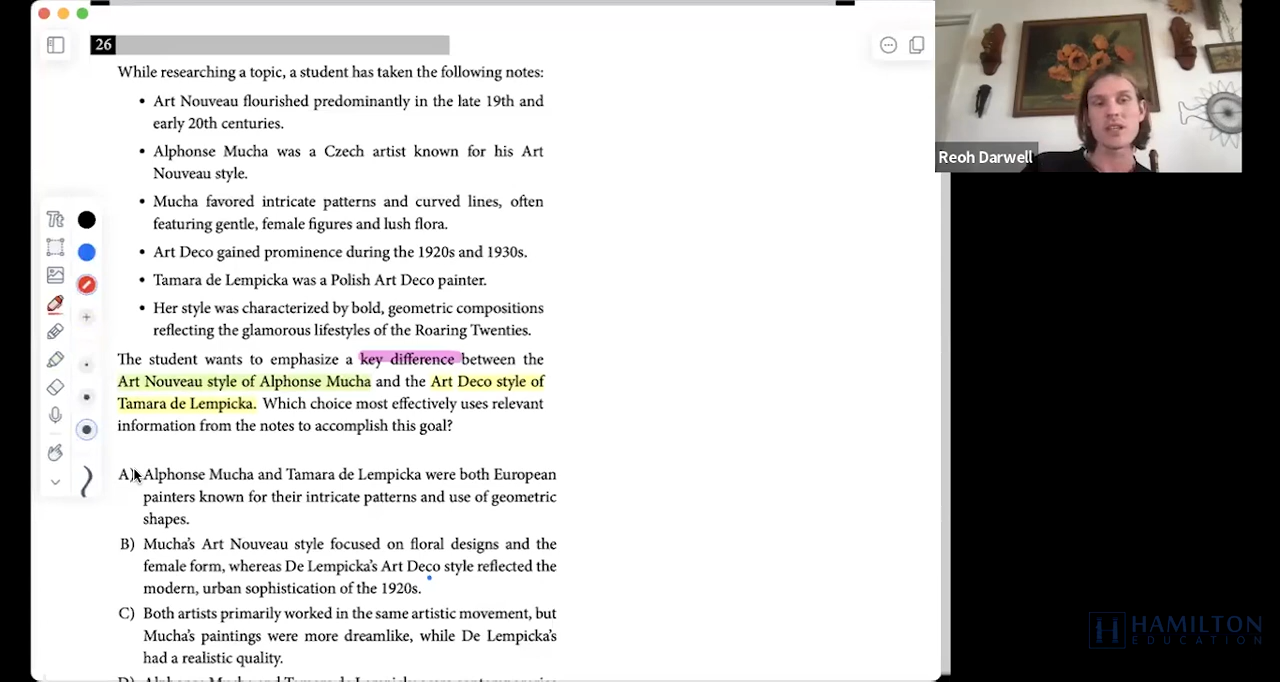 26
While researching a topic, a student has taken the following notes:
• Art Nouveau flourished predominantly in the late 19th and
early 20th centuries.
• Alphonse Mucha was a Czech artist known for his Art
Nouveau style.
• Mucha favored intricate patterns and curved lines, often
featuring gentle, female figures and lush flora.
• Art Deco gained prominence during the 1920s and 1930s.
• Tamara de Lempicka was a Polish Art Deco painter.
• Her style was characterized by bold, geometric compositions
reflecting the glamorous lifestyles of the Roaring Twenties.
The student wants to emphasize a key difference between the
Art Nouveau style of Alphonse Mucha and the Art Deco style of
Tamara de Lempicka. Which choice most effectively uses relevant
information from the notes to accomplish this goal?
A) Alphonse Mucha and Tamara de Lempicka were both European
painters known for their intricate patterns and use of geometric
shapes.
B) Mucha's Art Nouveau style focused on floral designs and the
female form, whereas De Lempicka's Art Deco style reflected the
modern, urban sophistication of the 1920s.
C) Both artists primarily worked in the same artistic movement, but
Mucha's paintings were more dreamlike, while De Lempicka's
had a realistic quality.
Tt
Reoh Darwell
HAMILTON
EDUCATION